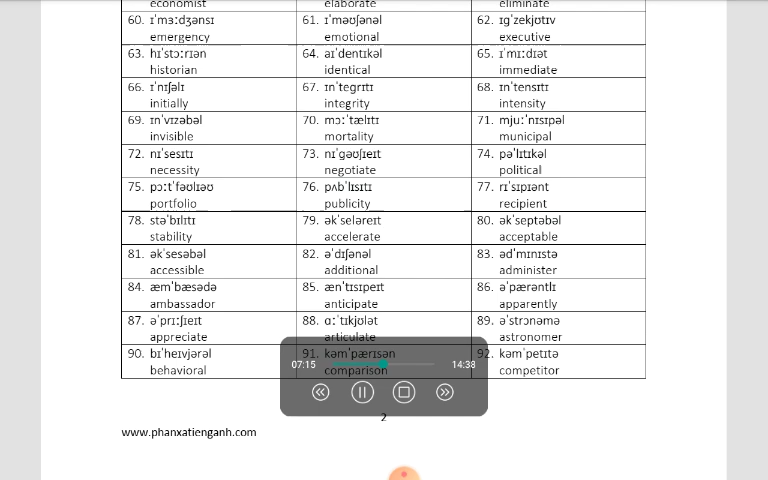 economist elaborate eliminate
60. ɪˈmɜːdʒənsɪ 61. ɪˈməʊʃənəl 62. ɪɡˈzekjʊtɪv
emergency emotional executive
63. hɪˈstɔːrɪən 64. aɪˈdentɪkəl 65. ɪˈmɪːdɪət
historian identical immediate
66. ɪˈnɪʃəlɪ 67. ɪnˈteɡrɪtɪ 68. ɪnˈtensɪtɪ
initially integrity intensity
69. ɪnˈvɪzəbəl 70. mɔːˈtælɪtɪ 71. mjuːˈnɪsɪpəl
invisible mortality municipal
72. nɪˈsesɪtɪ 73. nɪˈɡəʊʃɪeɪt 74. pəˈlɪtɪkəl
necessity negotiate political
75. pɔːtˈfəʊlɪəʊ 76. pʌbˈlɪsɪtɪ 77. rɪˈsɪpɪənt
portfolio publicity recipient
78. stəˈbɪlɪtɪ 79. əkˈseləreɪt 80. əkˈseptəbəl
stability accelerate acceptable
81. əkˈsesəbəl 82. əˈdɪʃənəl 83. ədˈmɪnɪstə
accessible additional administer
84. æmˈbæsədə 85. ænˈtɪsɪpeɪt 86. əˈpærəntlɪ
ambassador anticipate apparently
87. əˈprɪːʃɪeɪt 88. ɑːˈtɪkjʊlət 89. əˈstrɒnəmə
appreciate articulate astronomer
90. bɪˈheɪvjərəl 91. kəmˈpærɪsən 92. kəmˈpetɪtə
07:15 14:38
behavioral comparison competitor
2
www.phanxatienganh.com